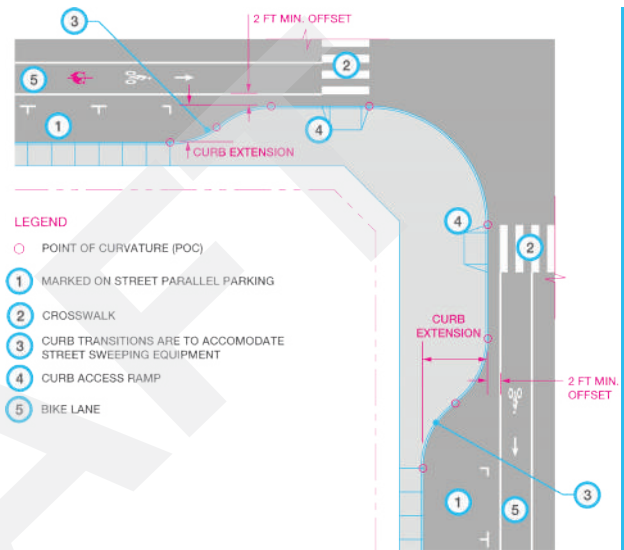 3
2 FT MIN. OFFSET
5
2
1
4
CURB EXTENSION
4
2
LEGEND
POINT OF CURVATURE (POC)
1 MARKED ON STREET PARALLEL PARKING
2 CROSSWALK
3 CURB TRANSITIONS ARE TO ACCOMODATE
STREET SWEEPING EQUIPMENT
4 CURB ACCESS RAMP
5 BIKE LANE
CURB
EXTENSION
2 FT MIN.
OFFSET
1
5
3